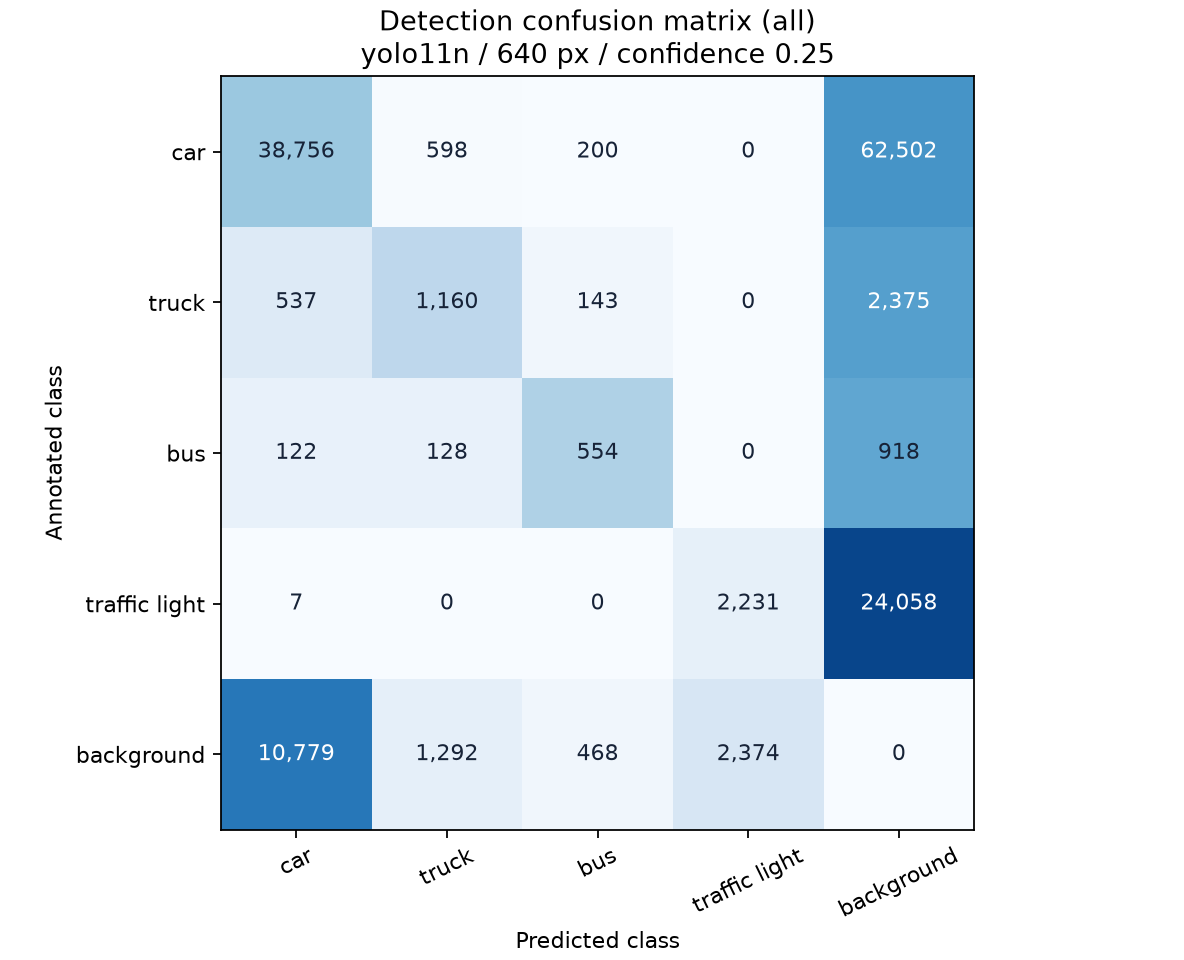 Detection confusion matrix (all)
yolo11n / 640 px / confidence 0.25
car 38,756 598 200 0 62,502
truck 537 1,160 143 0 2,375
bus 122 128 554 0 918
traffic light 7 0 0 2,231 24,058
background 10,779 1,292 468 2,374 0
Annotated class
car truck bus traffic light background
Predicted class